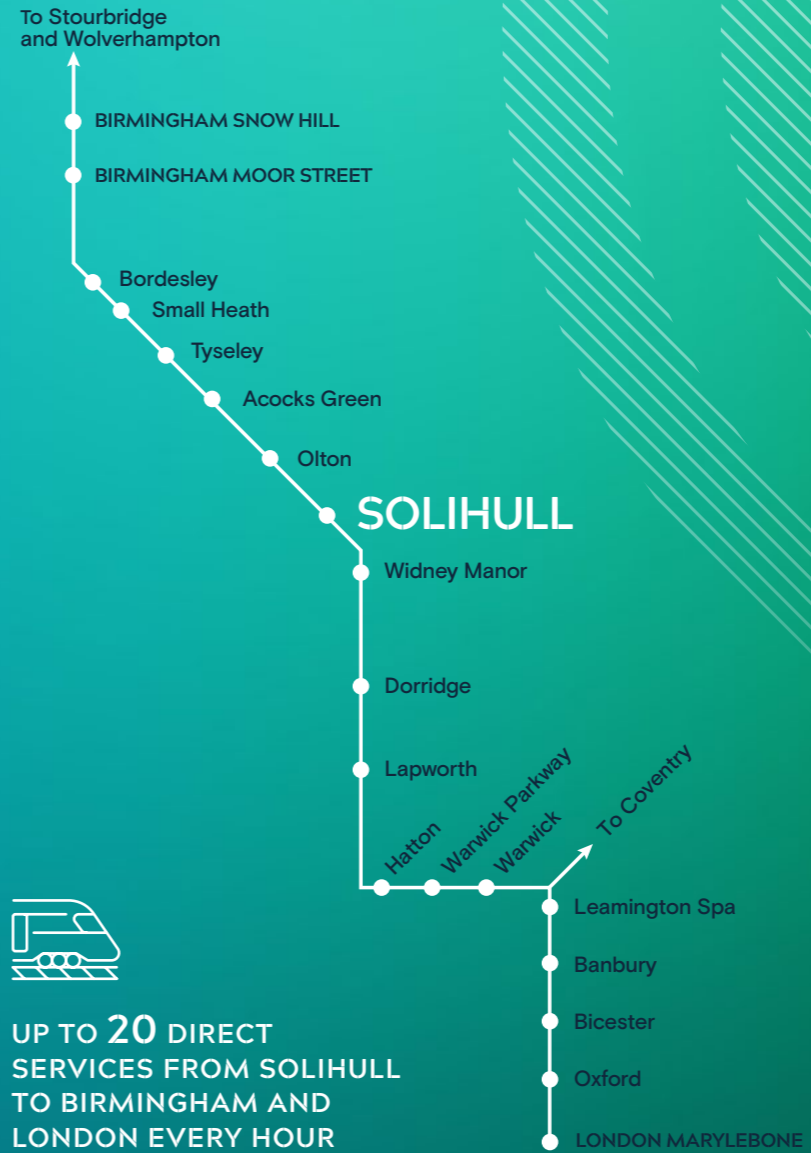 To Stourbridge
and Wolverhampton
BIRMINGHAM SNOW HILL
BIRMINGHAM MOOR STREET
Bordesley
Small Heath
Tyseley
Acocks Green
Olton
SOLIHULL
Widney Manor
Dorridge
Lapworth
Hatton
Warwick Parkway
Warwick
To Coventry
Leamington Spa
Banbury
Bicester
Oxford
LONDON MARYLEBONE
UP TO 20 DIRECT
SERVICES FROM SOLIHULL
TO BIRMINGHAM AND
LONDON EVERY HOUR